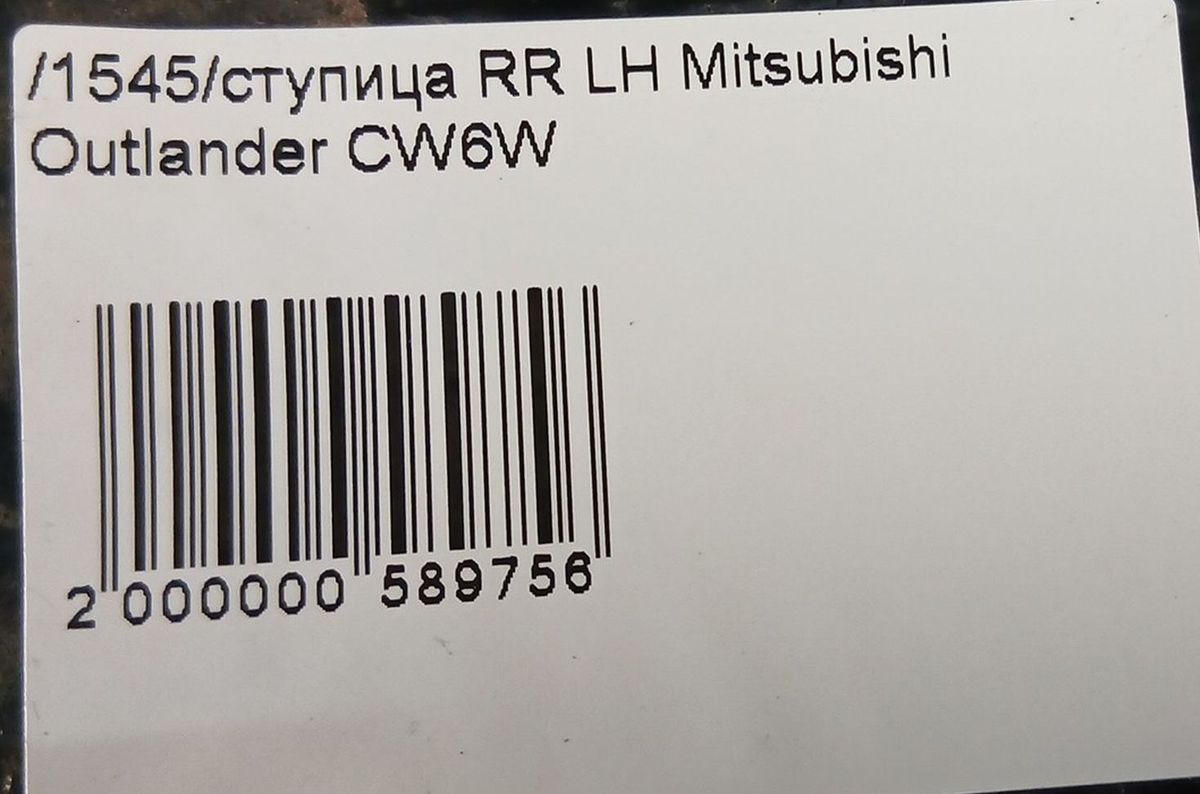 /1545/ступица RR LH Mitsubishi
Outlander CW6W
2 000000 589756